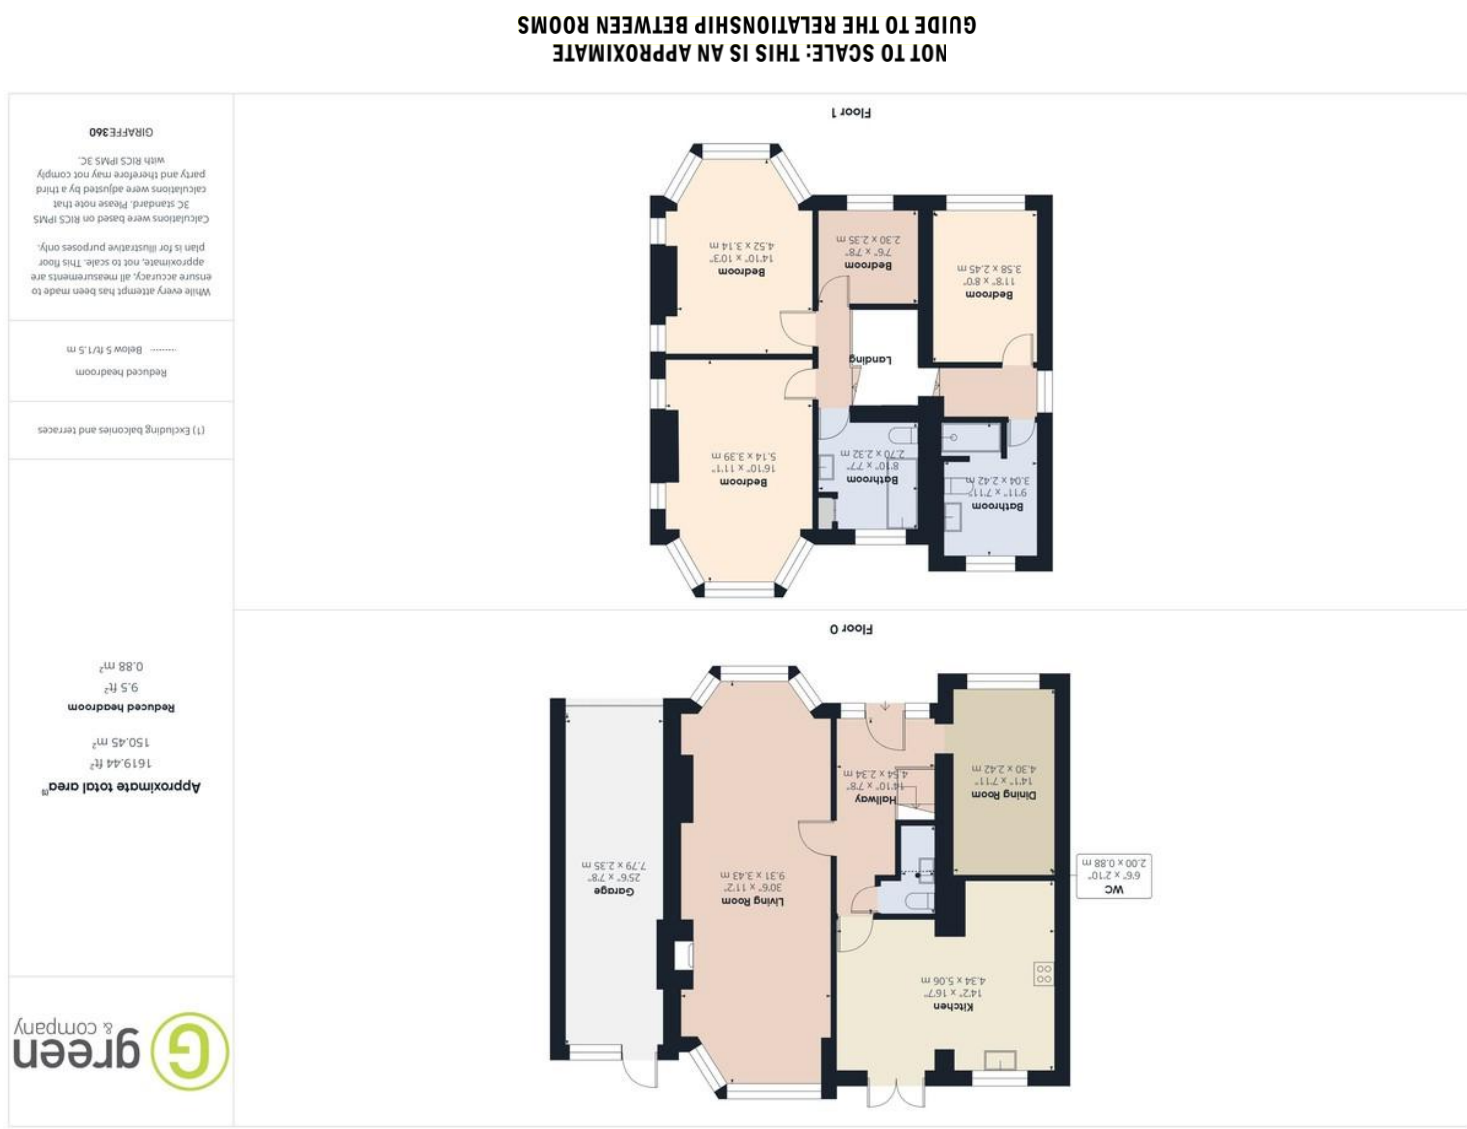 green
& company
Approximate total area(1)
1619.44 ft²
150.45 m²
Reduced headroom
9.5 ft²
0.88 m²
(1) Excluding balconies and terraces
Reduced headroom
Below 5 ft/1.5 m
While every attempt has been made to
ensure accuracy, all measurements are
approximate, not to scale. This floor
plan is for illustrative purposes only.
Calculations were based on RICS IPMS
3C standard. Please note that
calculations were adjusted by a third
party and therefore may not comply
with RICS IPMS 3C.
GIRAFFE360
Kitchen
14'2" x 16'7"
4.34 x 5.06 m
WC
6'6" x 2'10"
2.00 x 0.88 m
Living Room
30'6" x 11'2"
9.31 x 3.43 m
Garage
25'6" x 7'8"
7.79 x 2.35 m
Dining Room
14'1" x 7'11"
4.30 x 2.42 m
Hallway
14'10" x 7'8"
4.54 x 2.34 m
Floor 0
Bathroom
9'11" x 7'11"
3.04 x 2.42 m
Bathroom
8'10" x 7'7"
2.70 x 2.32 m
Bedroom
16'10" x 11'1"
5.14 x 3.39 m
Landing
Bedroom
11'8" x 8'0"
3.58 x 2.45 m
Bedroom
7'6" x 7'8"
2.30 x 2.35 m
Bedroom
14'10" x 10'3"
4.52 x 3.14 m
Floor 1
NOT TO SCALE: THIS IS AN APPROXIMATE
GUIDE TO THE RELATIONSHIP BETWEEN ROOMS